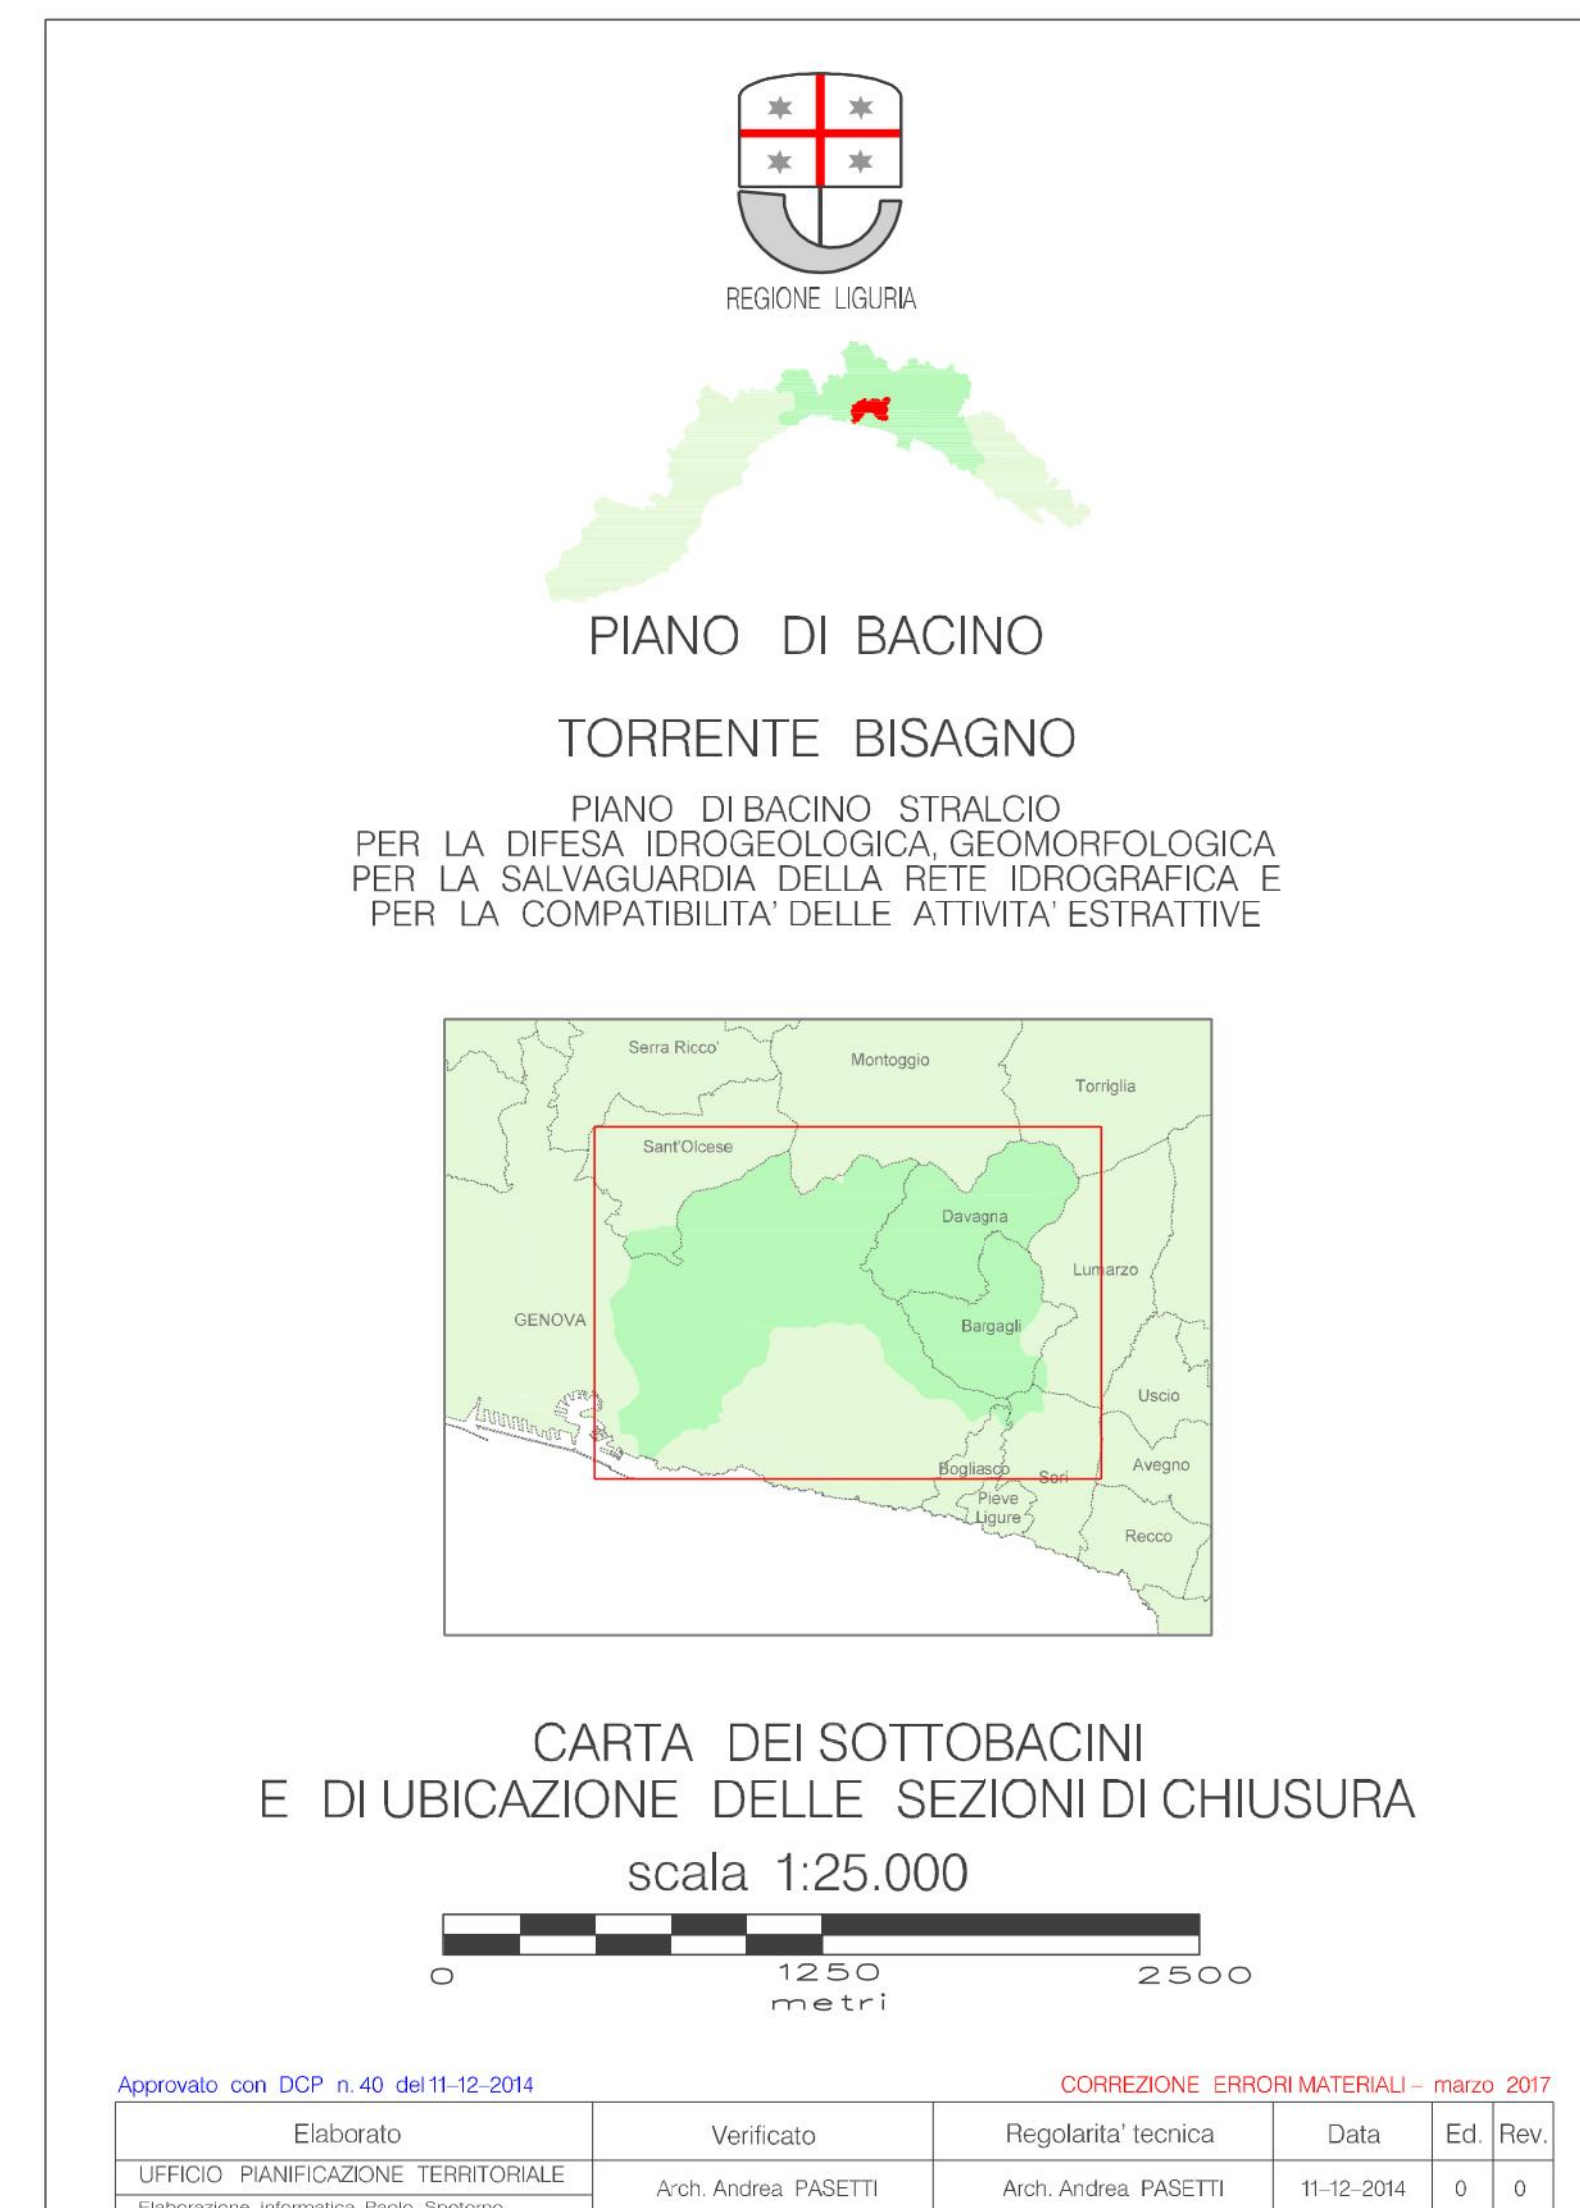 REGIONE LIGURIA
PIANO DI BACINO
TORRENTE BISAGNO
PIANO DI BACINO STRALCIO
PER LA DIFESA IDROGEOLOGICA, GEOMORFOLOGICA
PER LA SALVAGUARDIA DELLA RETE IDROGRAFICA E
PER LA COMPATIBILITA' DELLE ATTIVITA' ESTRATTIVE
Serra Ricco'
Montoggio
Torriglia
Sant'Olcese
Davagna
Lumarzo
GENOVA
Bargagli
Uscio
Bogliasco
Sori
Avegno
Pieve
Ligure
Recco
CARTA DEI SOTTOBACINI
E DI UBICAZIONE DELLE SEZIONI DI CHIUSURA
scala 1:25.000
0 1250 2500
metri
Approvato con DCP n. 40 del 11-12-2014 CORREZIONE ERRORI MATERIALI - marzo 2017
Elaborato Verificato Regolarita' tecnica Data Ed. Rev.
UFFICIO PIANIFICAZIONE TERRITORIALE
Arch. Andrea PASETTI Arch. Andrea PASETTI 11-12-2014 0 0
Elaborazione informatica Paolo Spotorno